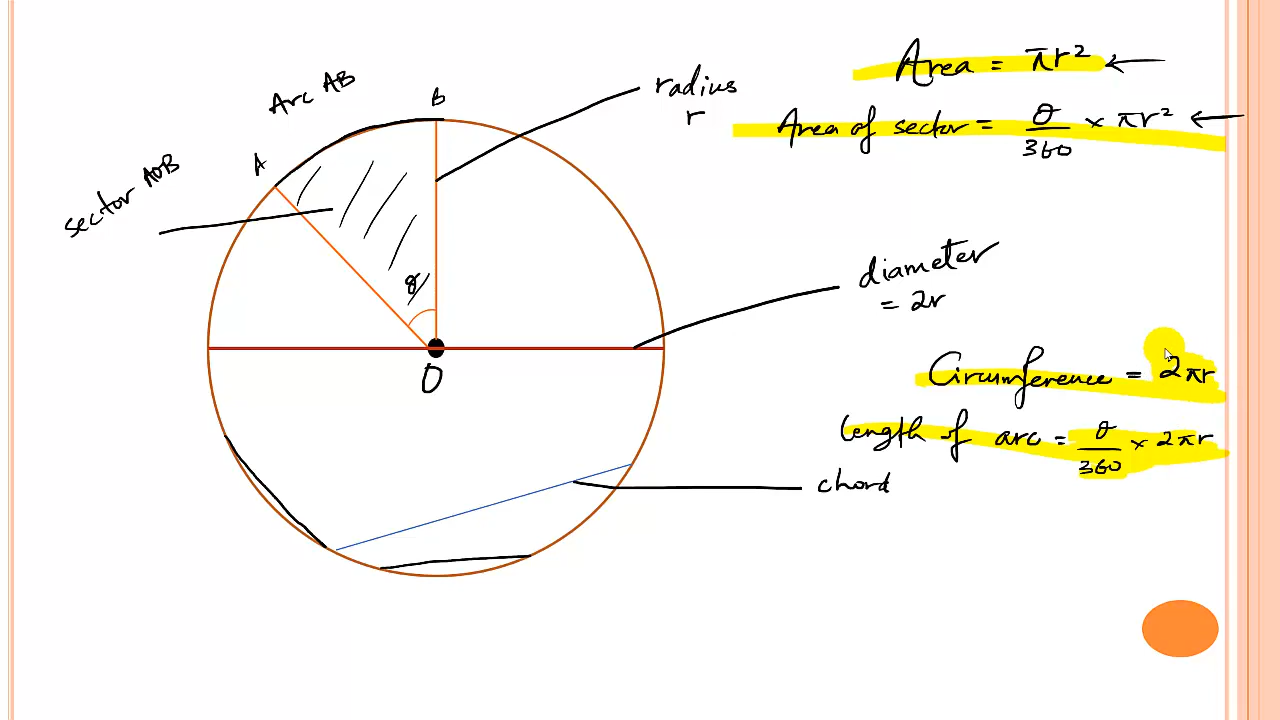 Area = πr²
Arc AB
B
radius
r
Area of sector = θ/360 × πr²
A
sector AOB
θ
diameter
= 2r
O
Circumference = 2πr
length of arc = θ/360 × 2πr
chord